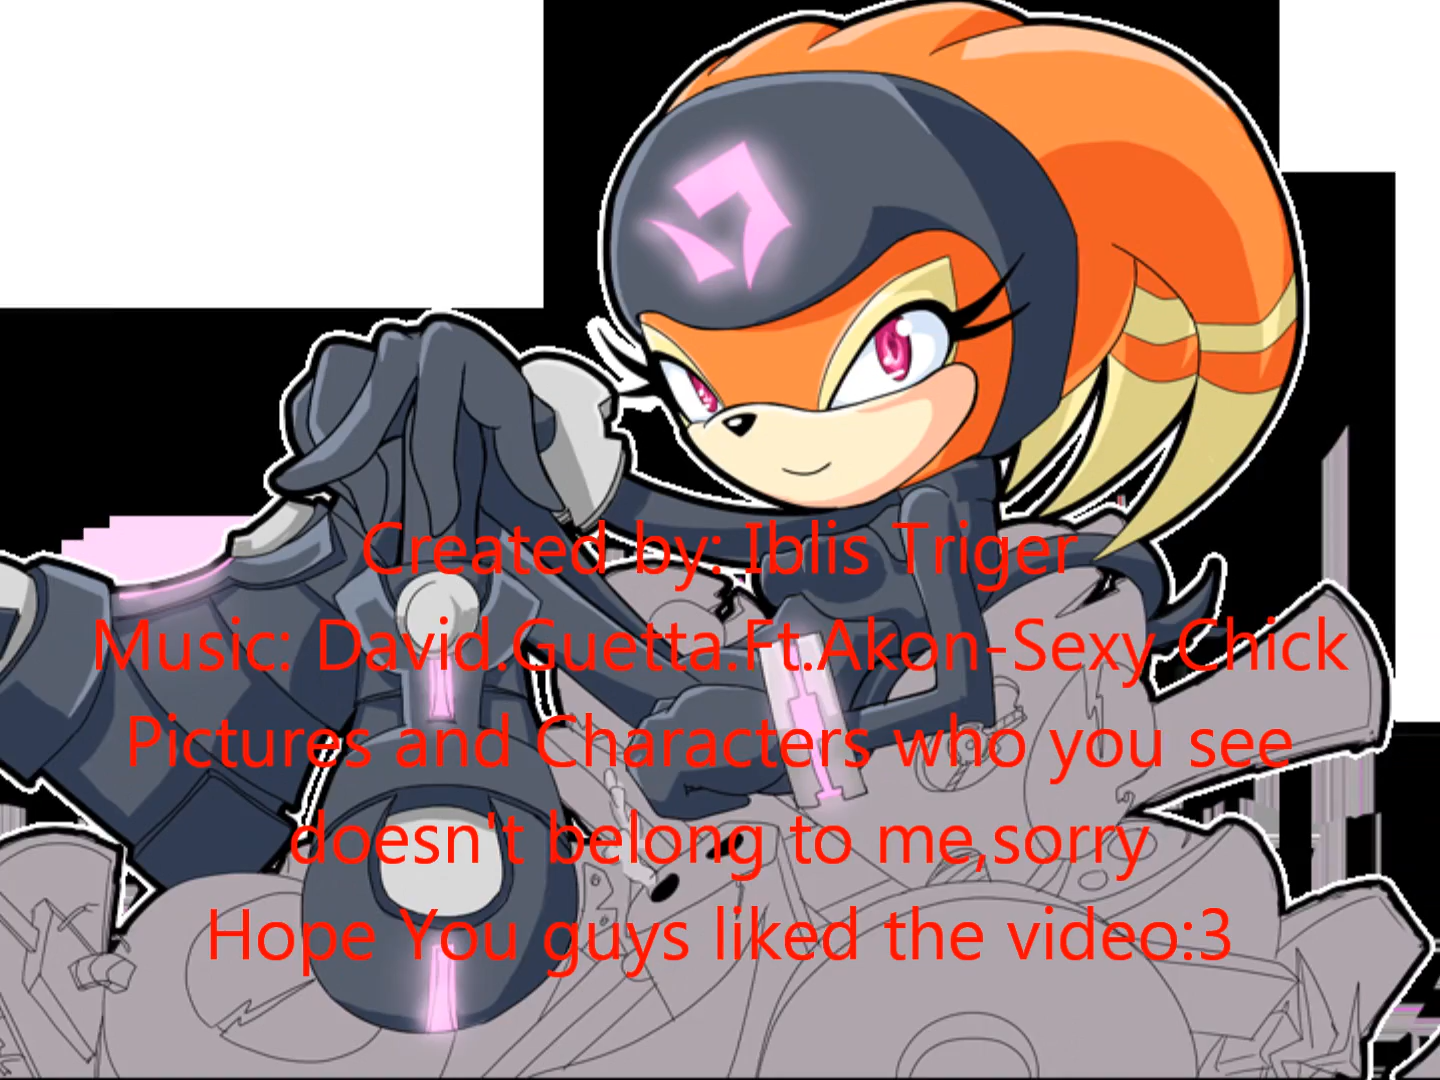 Created by: Iblis Triger
Music: David.Guetta.Ft.Akon-Sexy Chick
Pictures and Characters who you see
doesn't belong to me,sorry
Hope You guys liked the video:3